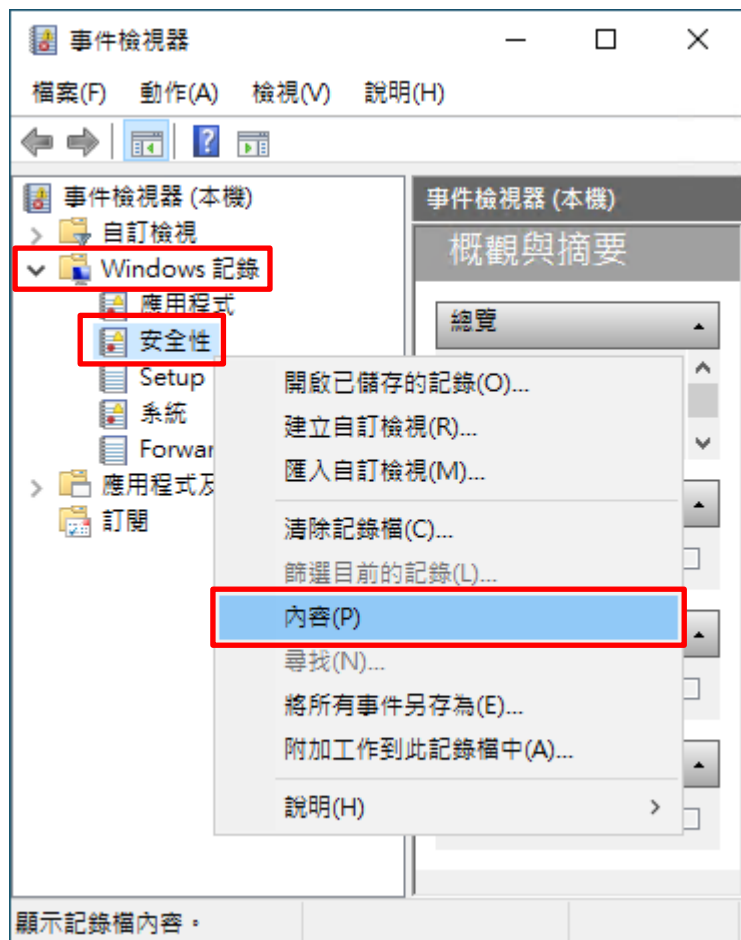 事件檢視器
檔案(F) 動作(A) 檢視(V) 說明(H)
事件檢視器 (本機)
自訂檢視
Windows 記錄
應用程式
安全性
Setup
系統
Forwar
應用程式及
訂閱
事件檢視器 (本機)
概觀與摘要
總覽
開啟已儲存的記錄(O)...
建立自訂檢視(R)...
匯入自訂檢視(M)...
清除記錄檔(C)...
篩選目前的記錄(L)...
內容(P)
尋找(N)...
將所有事件另存為(E)...
附加工作到此記錄檔中(A)...
說明(H)
顯示記錄檔內容。